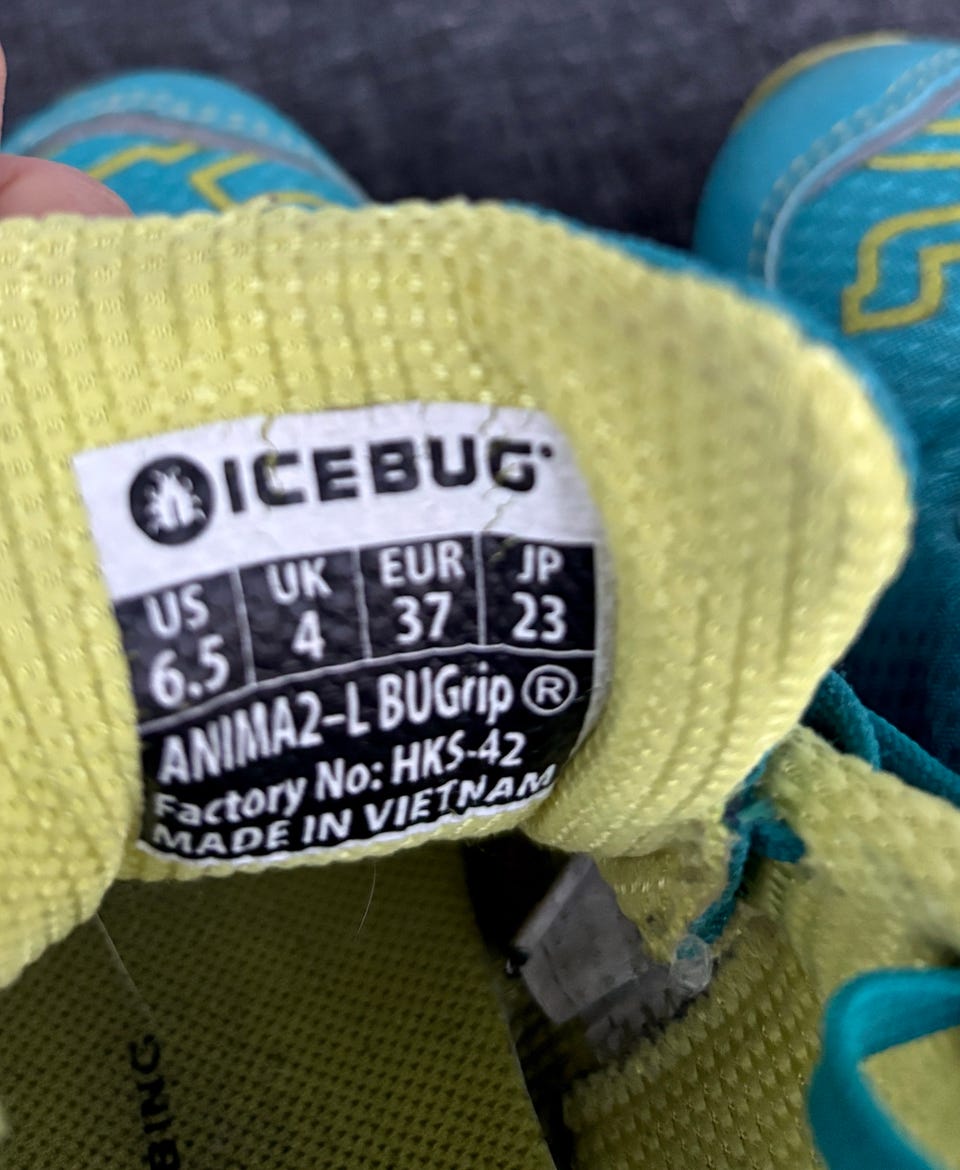 ICEBUG®
US UK EUR JP
6.5 4 37 23
ANIMA2-L BUGrip ®
Factory No: HKS-42
MADE IN VIETNAM
BING